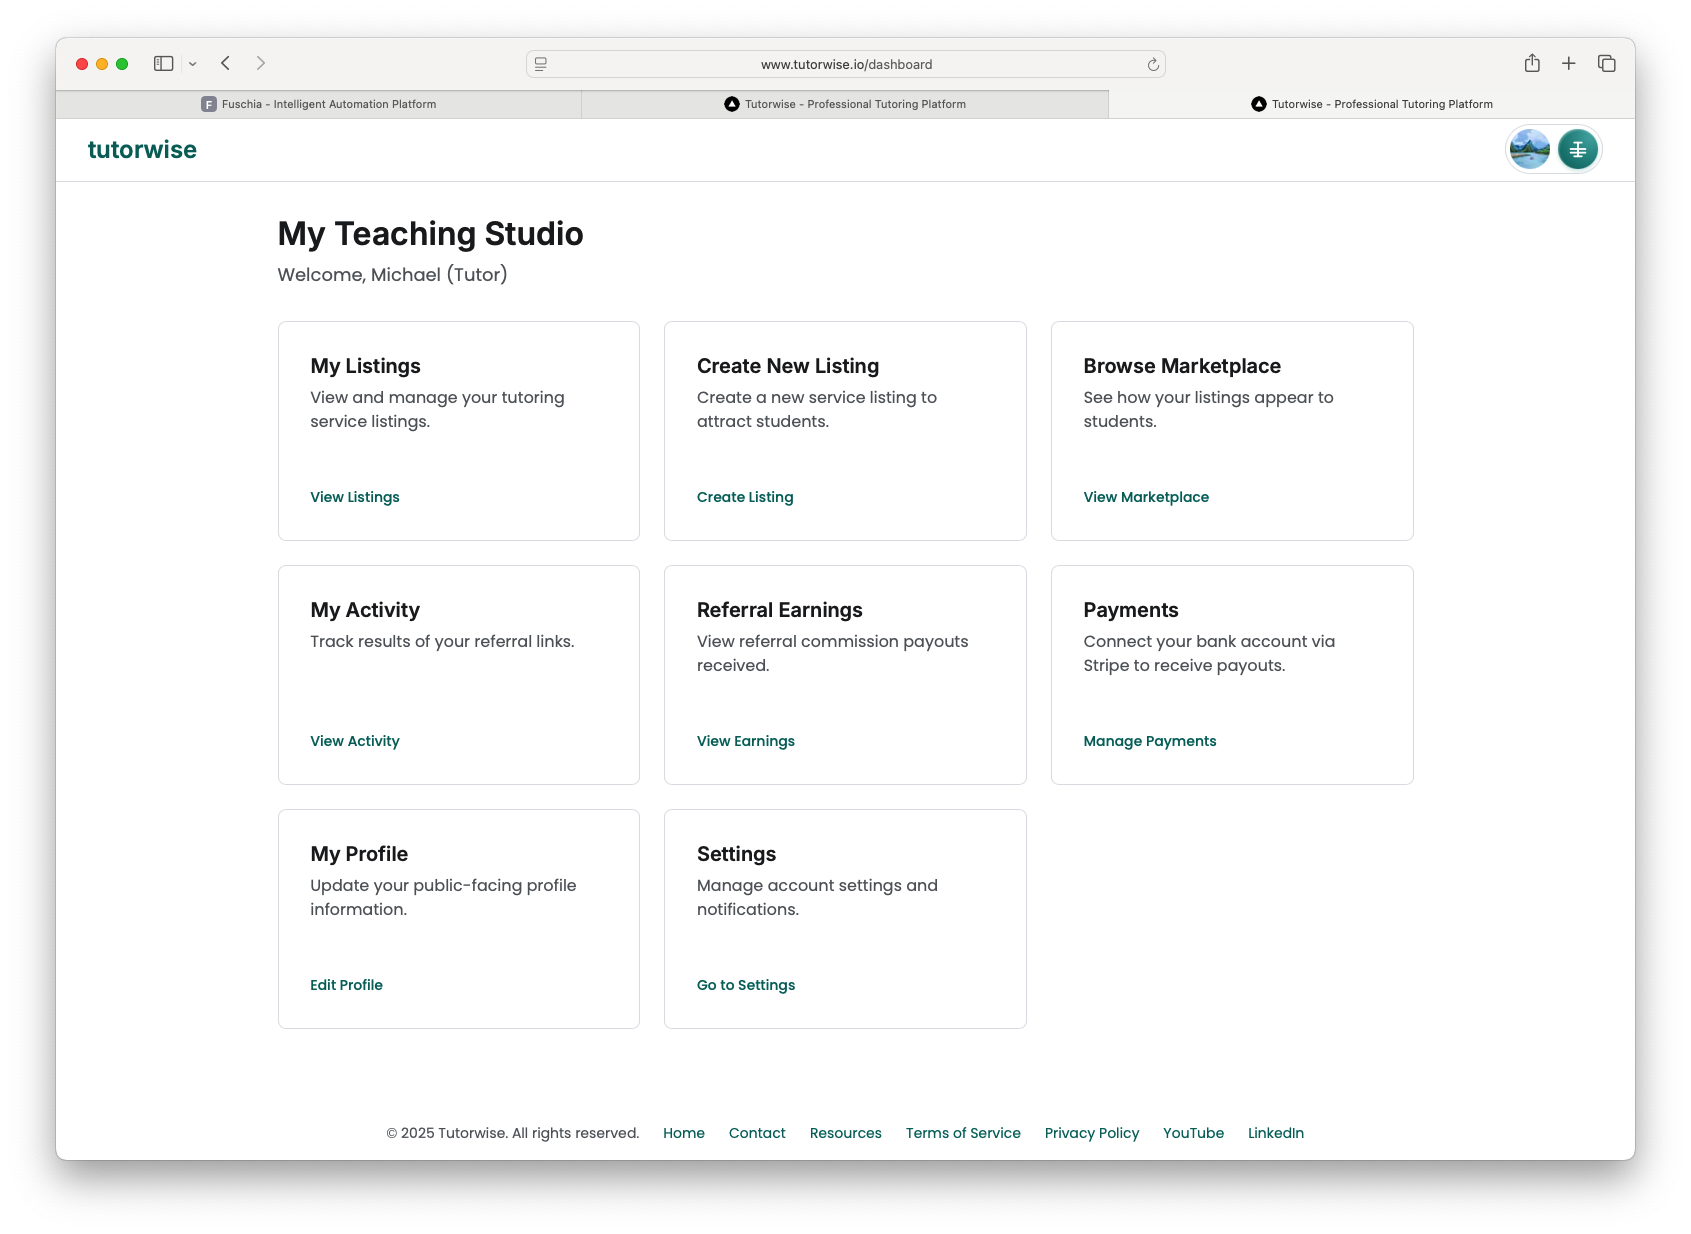 www.tutorwise.io/dashboard
F Fuschia - Intelligent Automation Platform
Tutorwise - Professional Tutoring Platform
Tutorwise - Professional Tutoring Platform
tutorwise
My Teaching Studio
Welcome, Michael (Tutor)
My Listings
View and manage your tutoring
service listings.
View Listings
Create New Listing
Create a new service listing to
attract students.
Create Listing
Browse Marketplace
See how your listings appear to
students.
View Marketplace
My Activity
Track results of your referral links.
View Activity
Referral Earnings
View referral commission payouts
received.
View Earnings
Payments
Connect your bank account via
Stripe to receive payouts.
Manage Payments
My Profile
Update your public-facing profile
information.
Edit Profile
Settings
Manage account settings and
notifications.
Go to Settings
© 2025 Tutorwise. All rights reserved. Home Contact Resources Terms of Service Privacy Policy YouTube LinkedIn